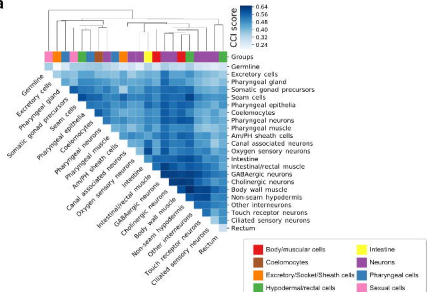 a
CCI score
0.64
0.56
0.48
0.40
0.32
0.24
Groups
Germline
Excretory cells
Pharyngeal gland
Somatic gonad precursors
Seam cells
Pharyngeal epithelia
Coelomocytes
Pharyngeal neurons
Pharyngeal muscle
Am/PH sheath cells
Canal associated neurons
Oxygen sensory neurons
Intestine
Intestinal/rectal muscle
GABAergic neurons
Cholinergic neurons
Body wall muscle
Non-seam hypodermis
Other interneurons
Touch receptor neurons
Ciliated sensory neurons
Rectum
Germline
Excretory cells
Pharyngeal gland
Somatic gonad precursors
Seam cells
Pharyngeal epithelia
Coelomocytes
Pharyngeal neurons
Pharyngeal muscle
Am/PH sheath cells
Canal associated neurons
Oxygen sensory neurons
Intestine
Intestinal/rectal muscle
GABAergic neurons
Cholinergic neurons
Body wall muscle
Non-seam hypodermis
Other interneurons
Touch receptor neurons
Ciliated sensory neurons
Rectum
Body/muscular cells
Coelomocytes
Excretory/Socket/Sheath cells
Hypodermal/rectal cells
Intestine
Neurons
Pharyngeal cells
Sexual cells